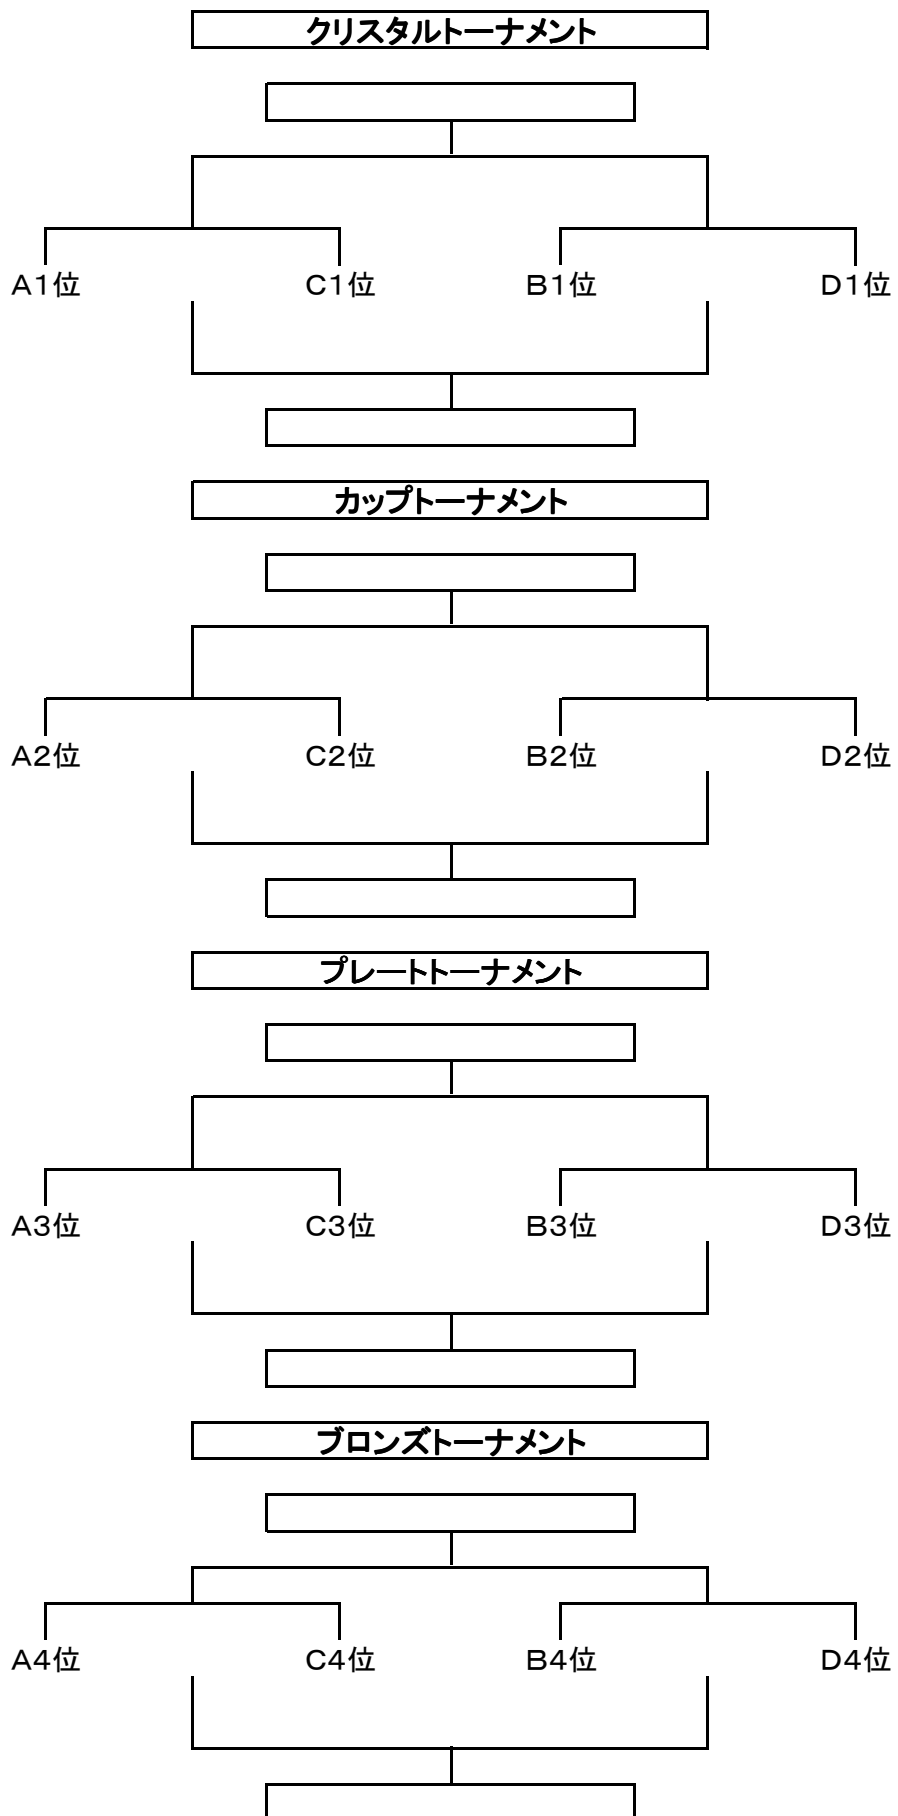 クリスタルトーナメント
A1位 C1位 B1位 D1位
カップトーナメント
A2位 C2位 B2位 D2位
プレートトーナメント
A3位 C3位 B3位 D3位
ブロンズトーナメント
A4位 C4位 B4位 D4位